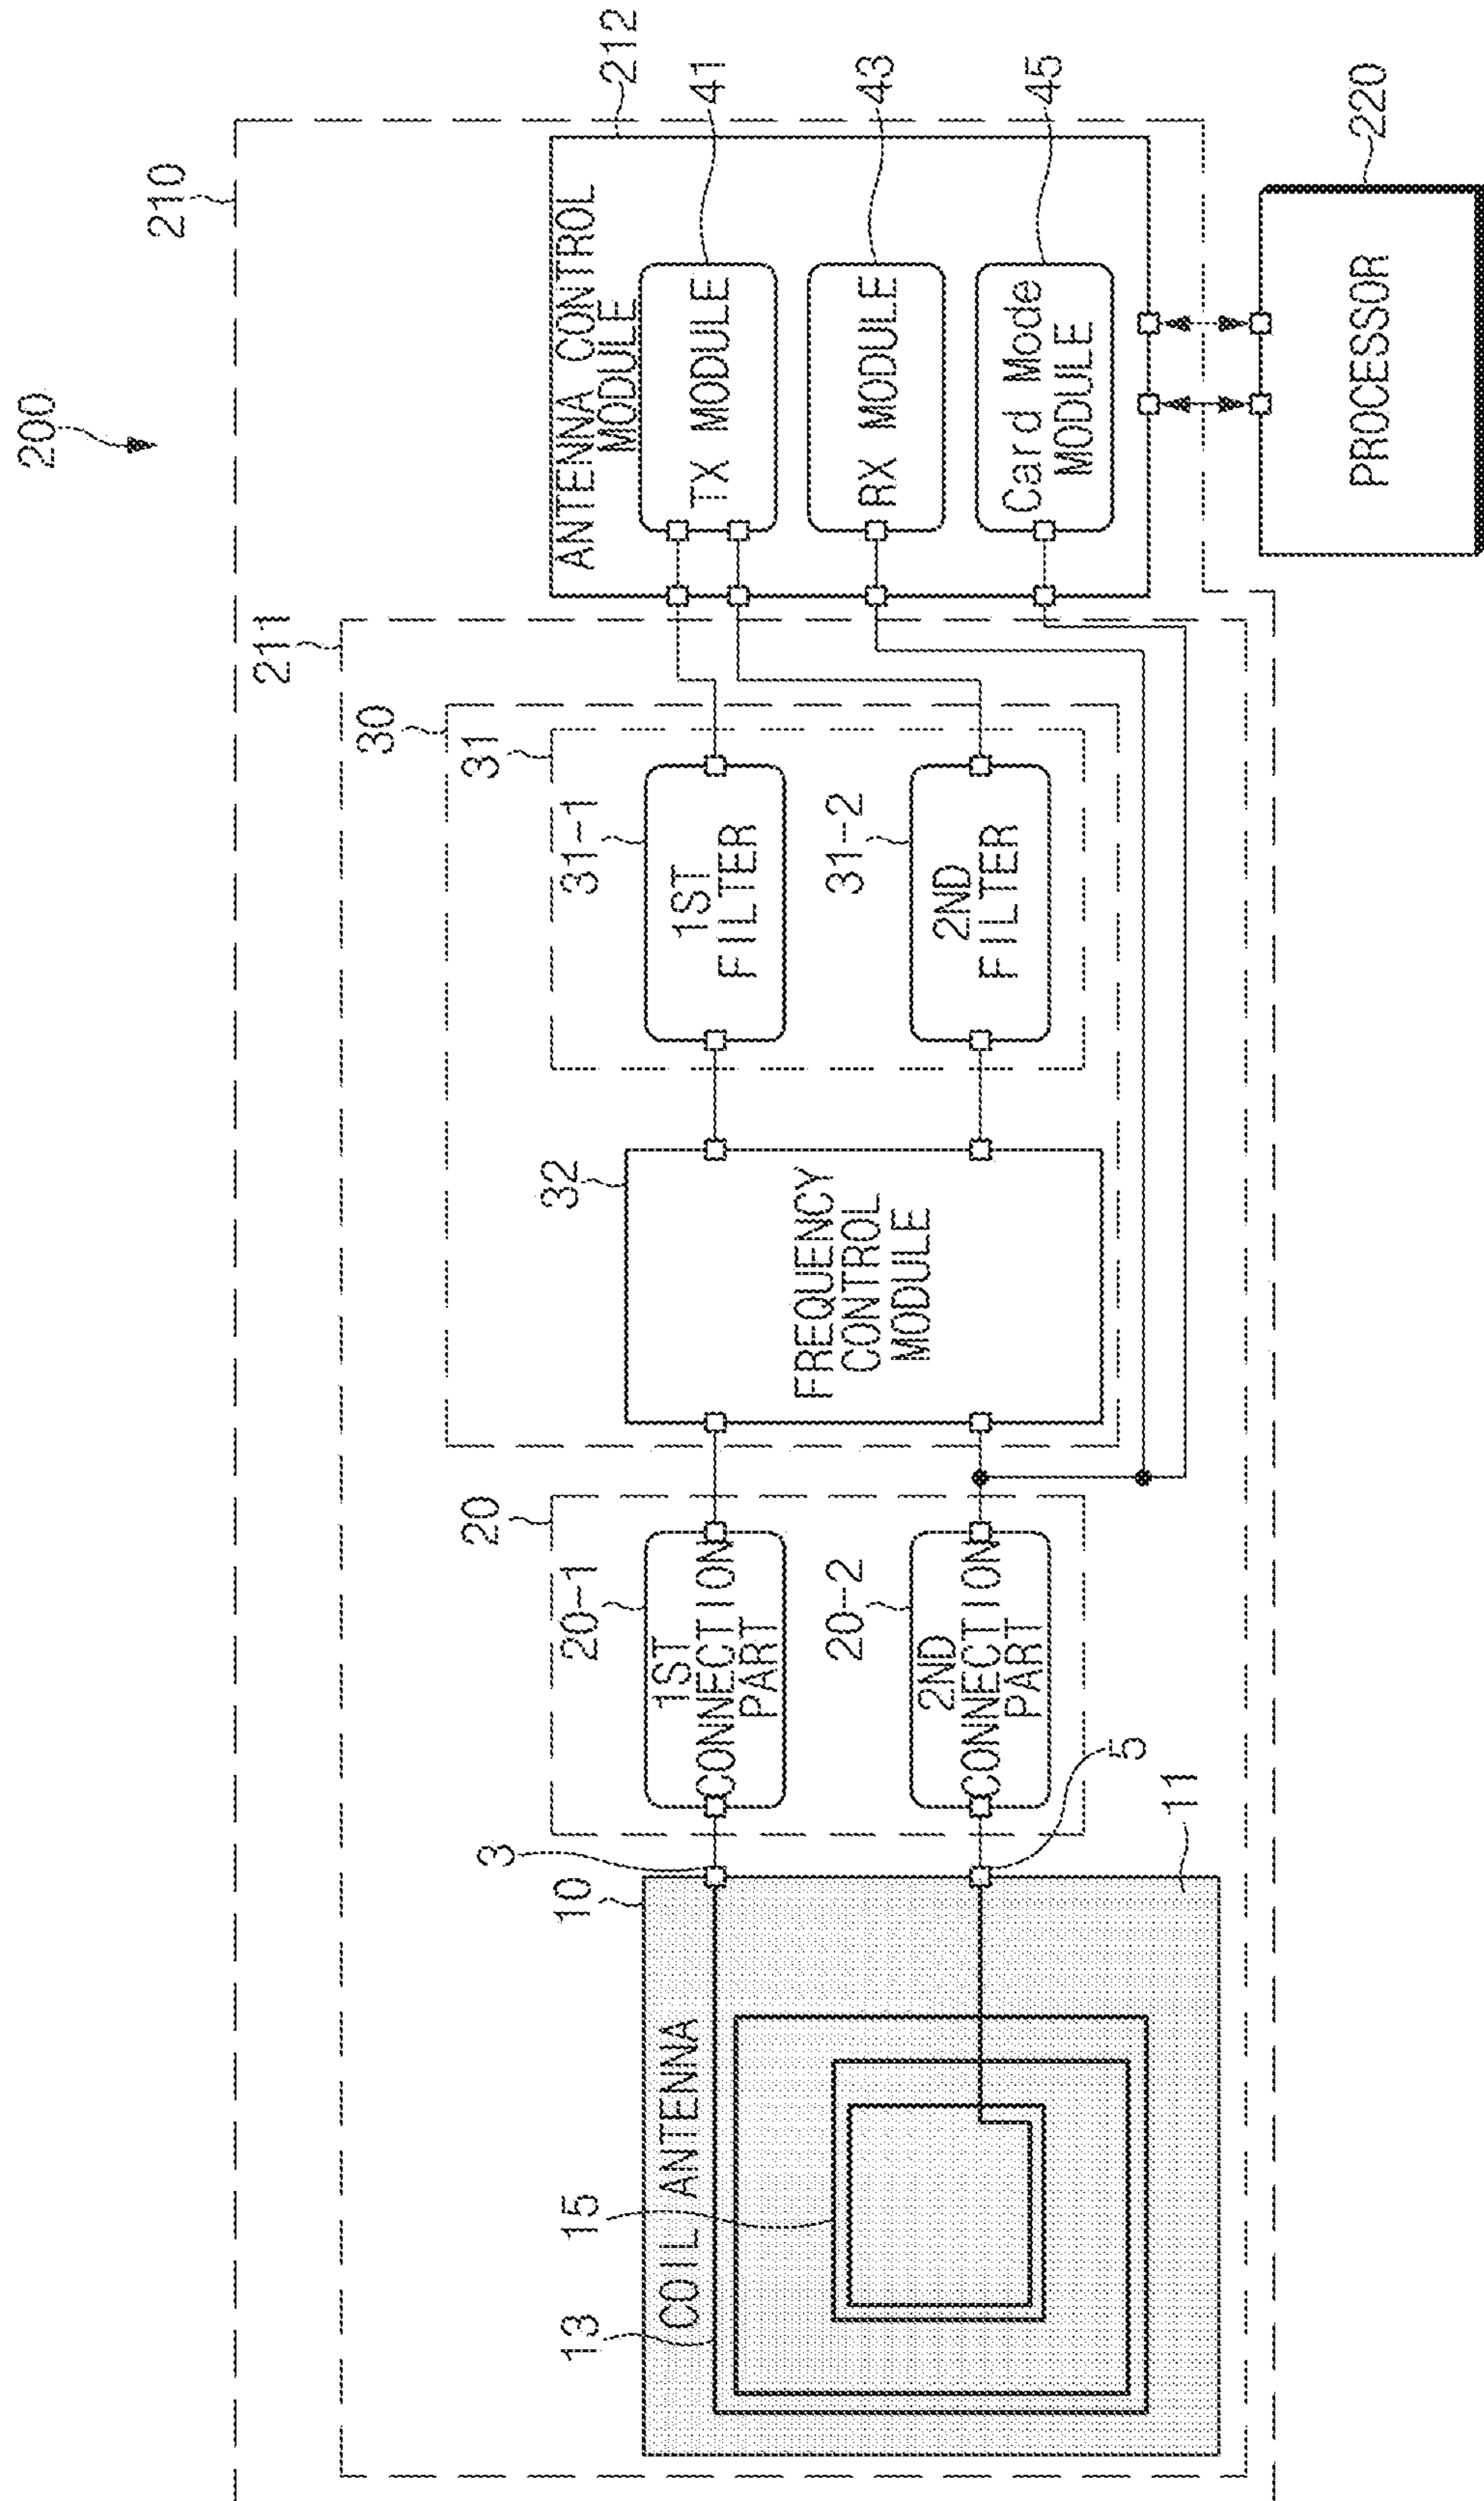 200
210
211
212
30
31
20
10
COIL ANTENNA
13
15
11
3
5
20-1
1ST
CONNECTION
PART
20-2
2ND
CONNECTION
PART
32
FREQUENCY
CONTROL
MODULE
31-1
1ST
FILTER
31-2
2ND
FILTER
ANTENNA CONTROL
MODULE
TX MODULE
41
RX MODULE
43
Card Mode
MODULE
45
PROCESSOR
220